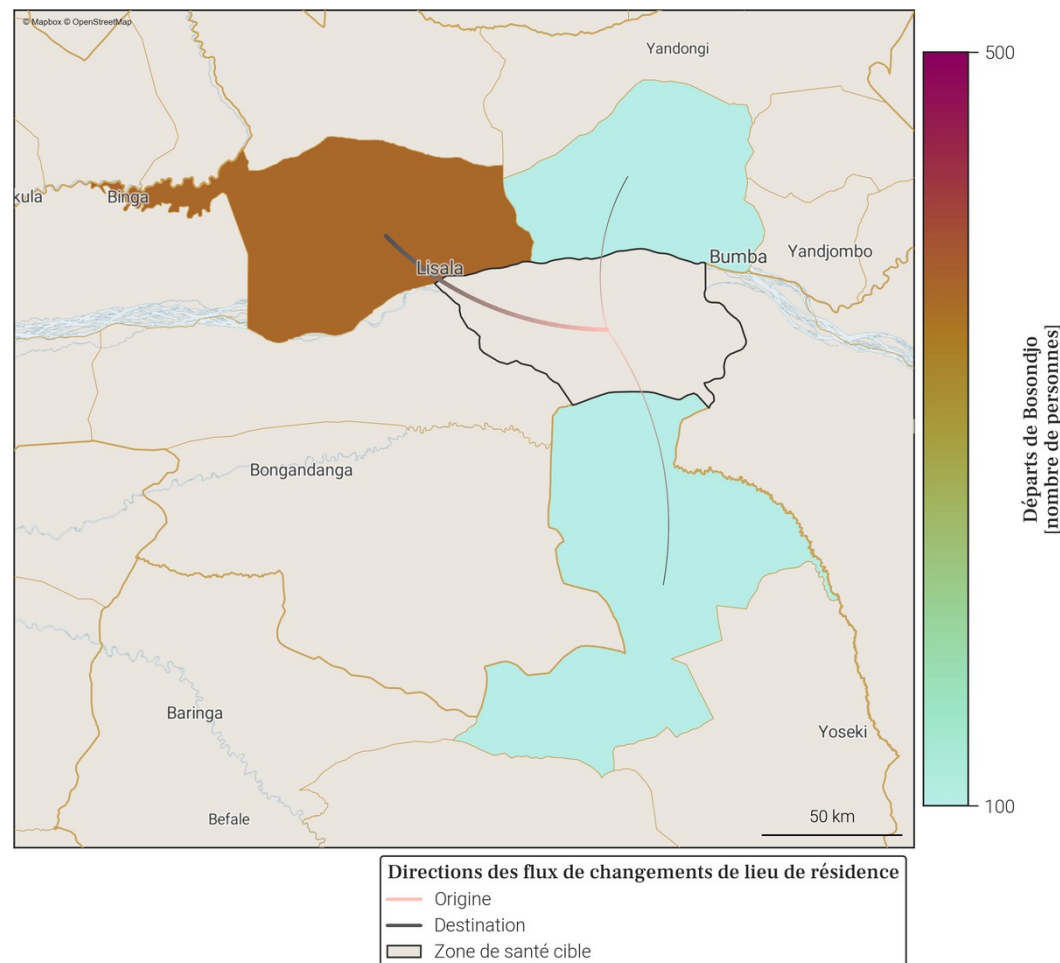 © Mapbox © OpenStreetMap
Yandongi
500
kula
Binga
Lisala
Bumba
Yandjombo
Départs de Bosondjo
[nombre de personnes]
Bongandanga
Baringa
Yoseki
Befale
50 km
100
Directions des flux de changements de lieu de résidence
Origine
Destination
Zone de santé cible